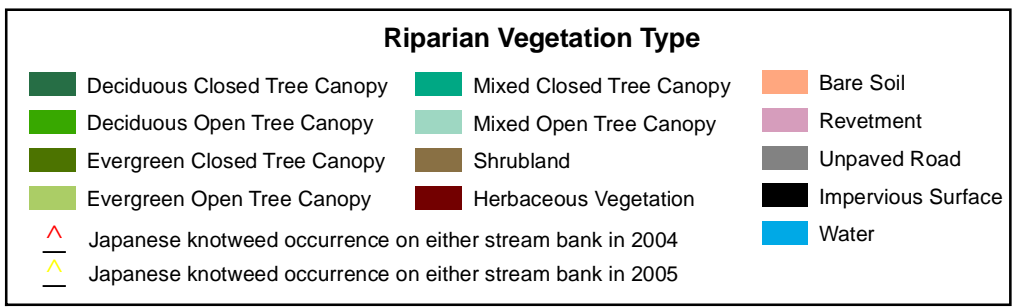 Riparian Vegetation Type
Deciduous Closed Tree Canopy
Deciduous Open Tree Canopy
Evergreen Closed Tree Canopy
Evergreen Open Tree Canopy
Mixed Closed Tree Canopy
Mixed Open Tree Canopy
Shrubland
Herbaceous Vegetation
Bare Soil
Revetment
Unpaved Road
Impervious Surface
Water
Japanese knotweed occurrence on either stream bank in 2004
Japanese knotweed occurrence on either stream bank in 2005